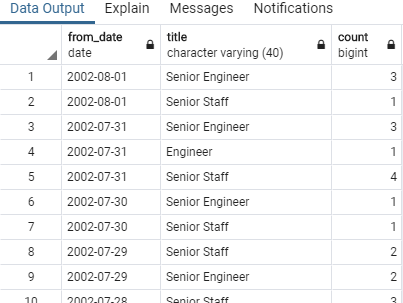 Data Output Explain Messages Notifications
from_date title count
date character varying (40) bigint
1 2002-08-01 Senior Engineer 3
2 2002-08-01 Senior Staff 1
3 2002-07-31 Senior Engineer 3
4 2002-07-31 Engineer 1
5 2002-07-31 Senior Staff 4
6 2002-07-30 Senior Engineer 1
7 2002-07-30 Senior Staff 1
8 2002-07-29 Senior Staff 2
9 2002-07-29 Senior Engineer 2
10 2002-07-28 Senior Staff 3